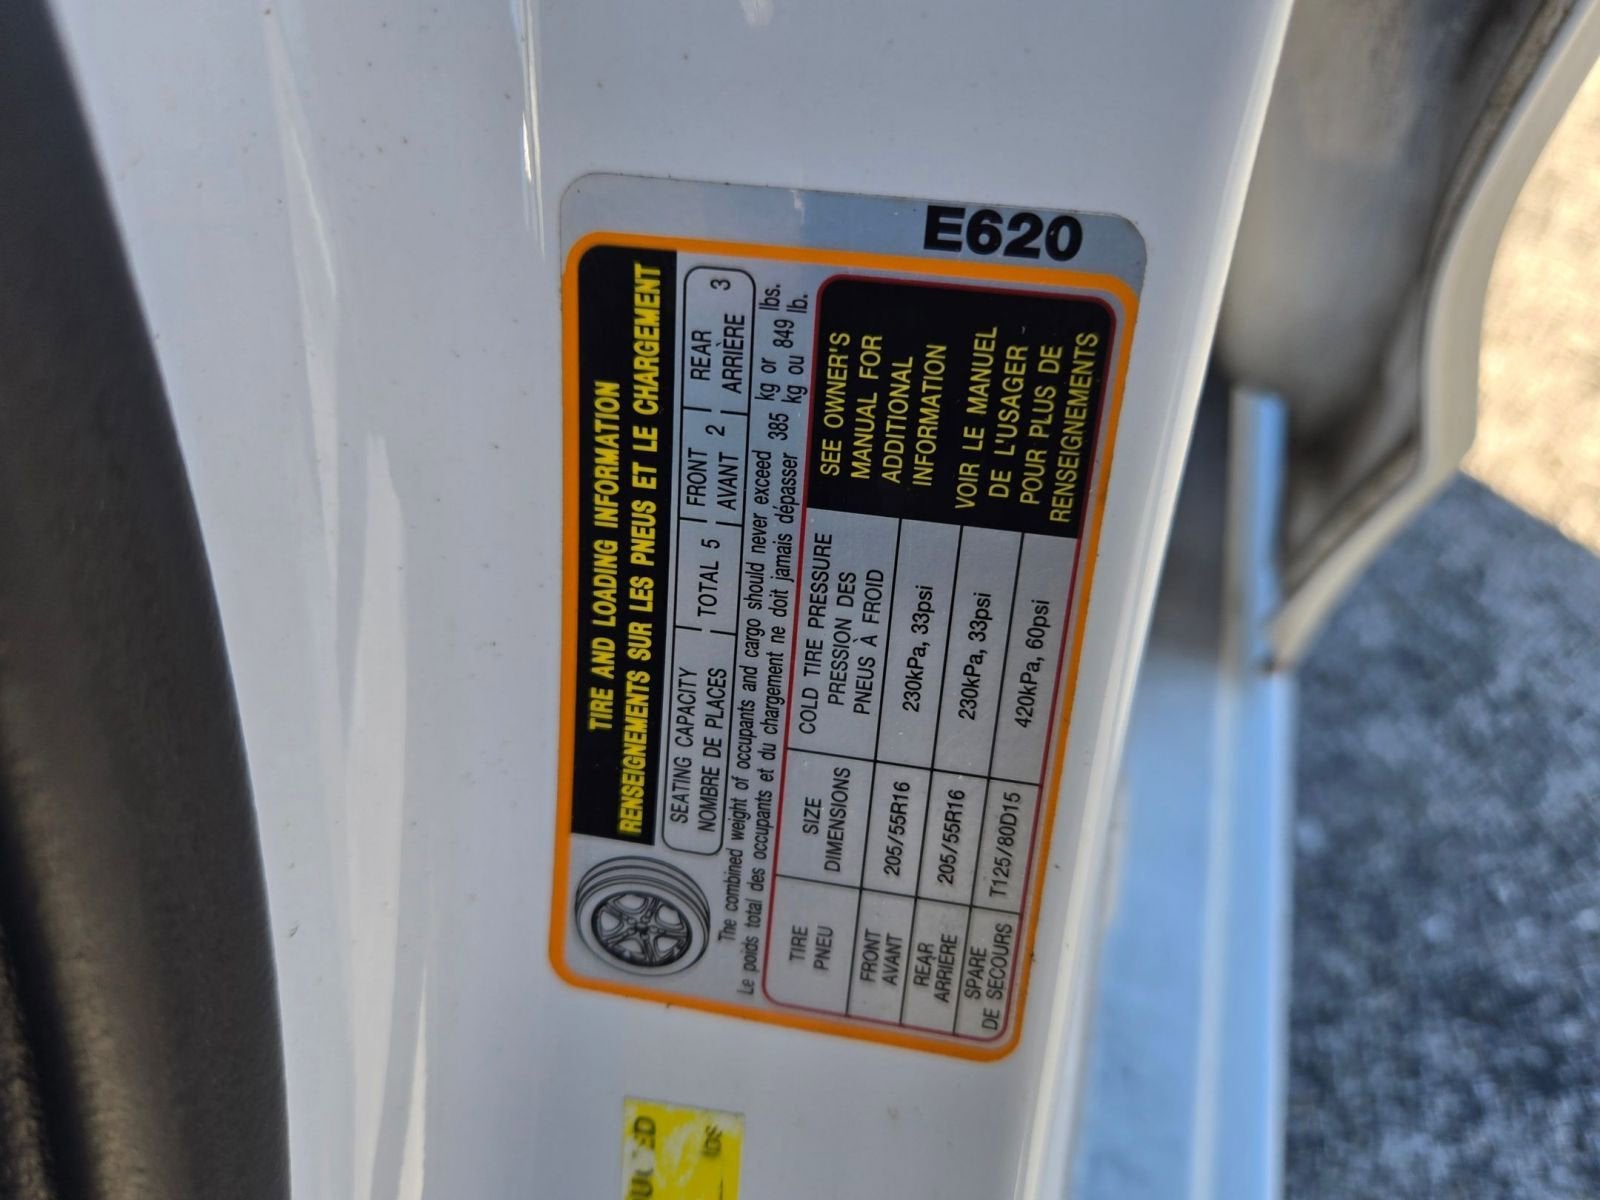 E620
TIRE AND LOADING INFORMATION
RENSEIGNEMENTS SUR LES PNEUS ET LE CHARGEMENT
SEATING CAPACITY TOTAL 5 FRONT 2 REAR 3
NOMBRE DE PLACES AVANT ARRIÈRE
The combined weight of occupants and cargo should never exceed 385 kg or 849 lbs.
Le poids total des occupants et du chargement ne doit jamais dépasser kg ou lb.
TIRE SIZE COLD TIRE PRESSURE
PNEU DIMENSIONS PRESSION DES
PNEUS À FROID
FRONT 205/55R16 230kPa, 33psi
AVANT
REAR 205/55R16 230kPa, 33psi
ARRIERE
SPARE T125/80D15 420kPa, 60psi
DE SECOURS
SEE OWNER'S
MANUAL FOR
ADDITIONAL
INFORMATION
VOIR LE MANUEL
DE L'USAGER
POUR PLUS DE
RENSEIGNEMENTS